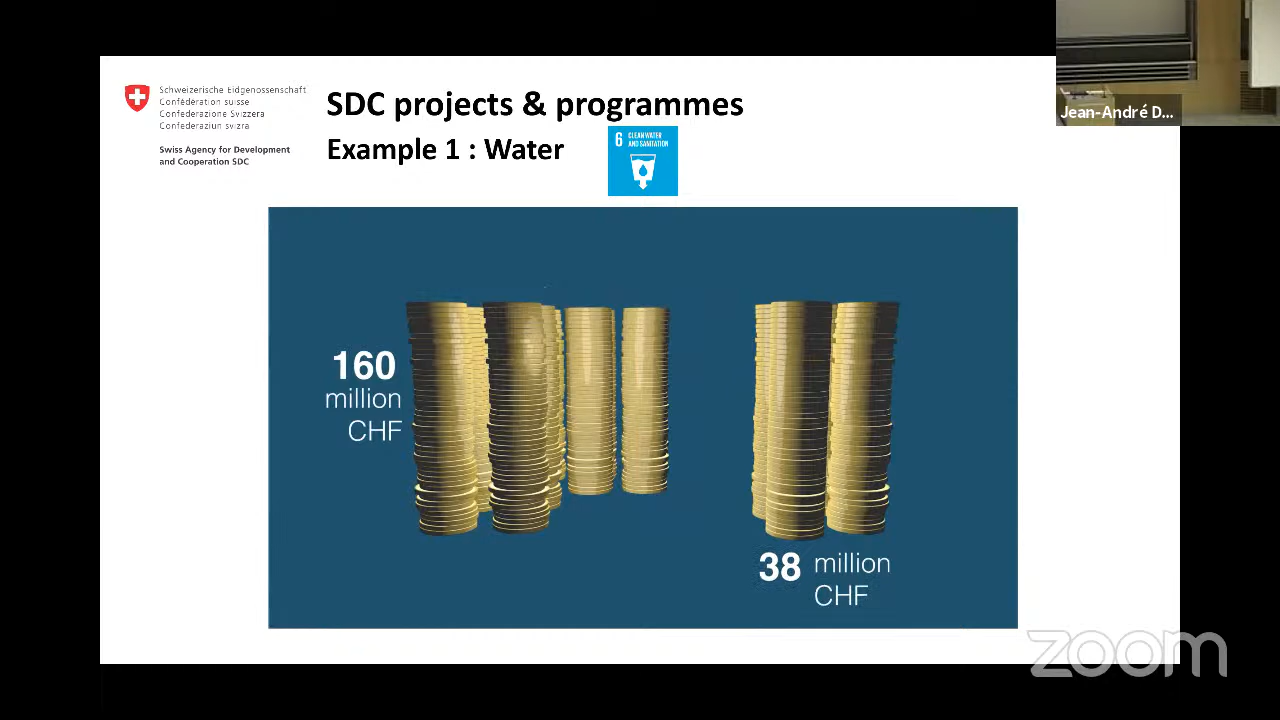 Schweizerische Eidgenossenschaft
Confédération suisse
Confederazione Svizzera
Confederaziun svizra
Swiss Agency for Development
and Cooperation SDC
SDC projects & programmes
Example 1 : Water
6 CLEAN WATER
AND SANITATION
Jean-André D...
160
million
CHF
38 million
CHF
zoom